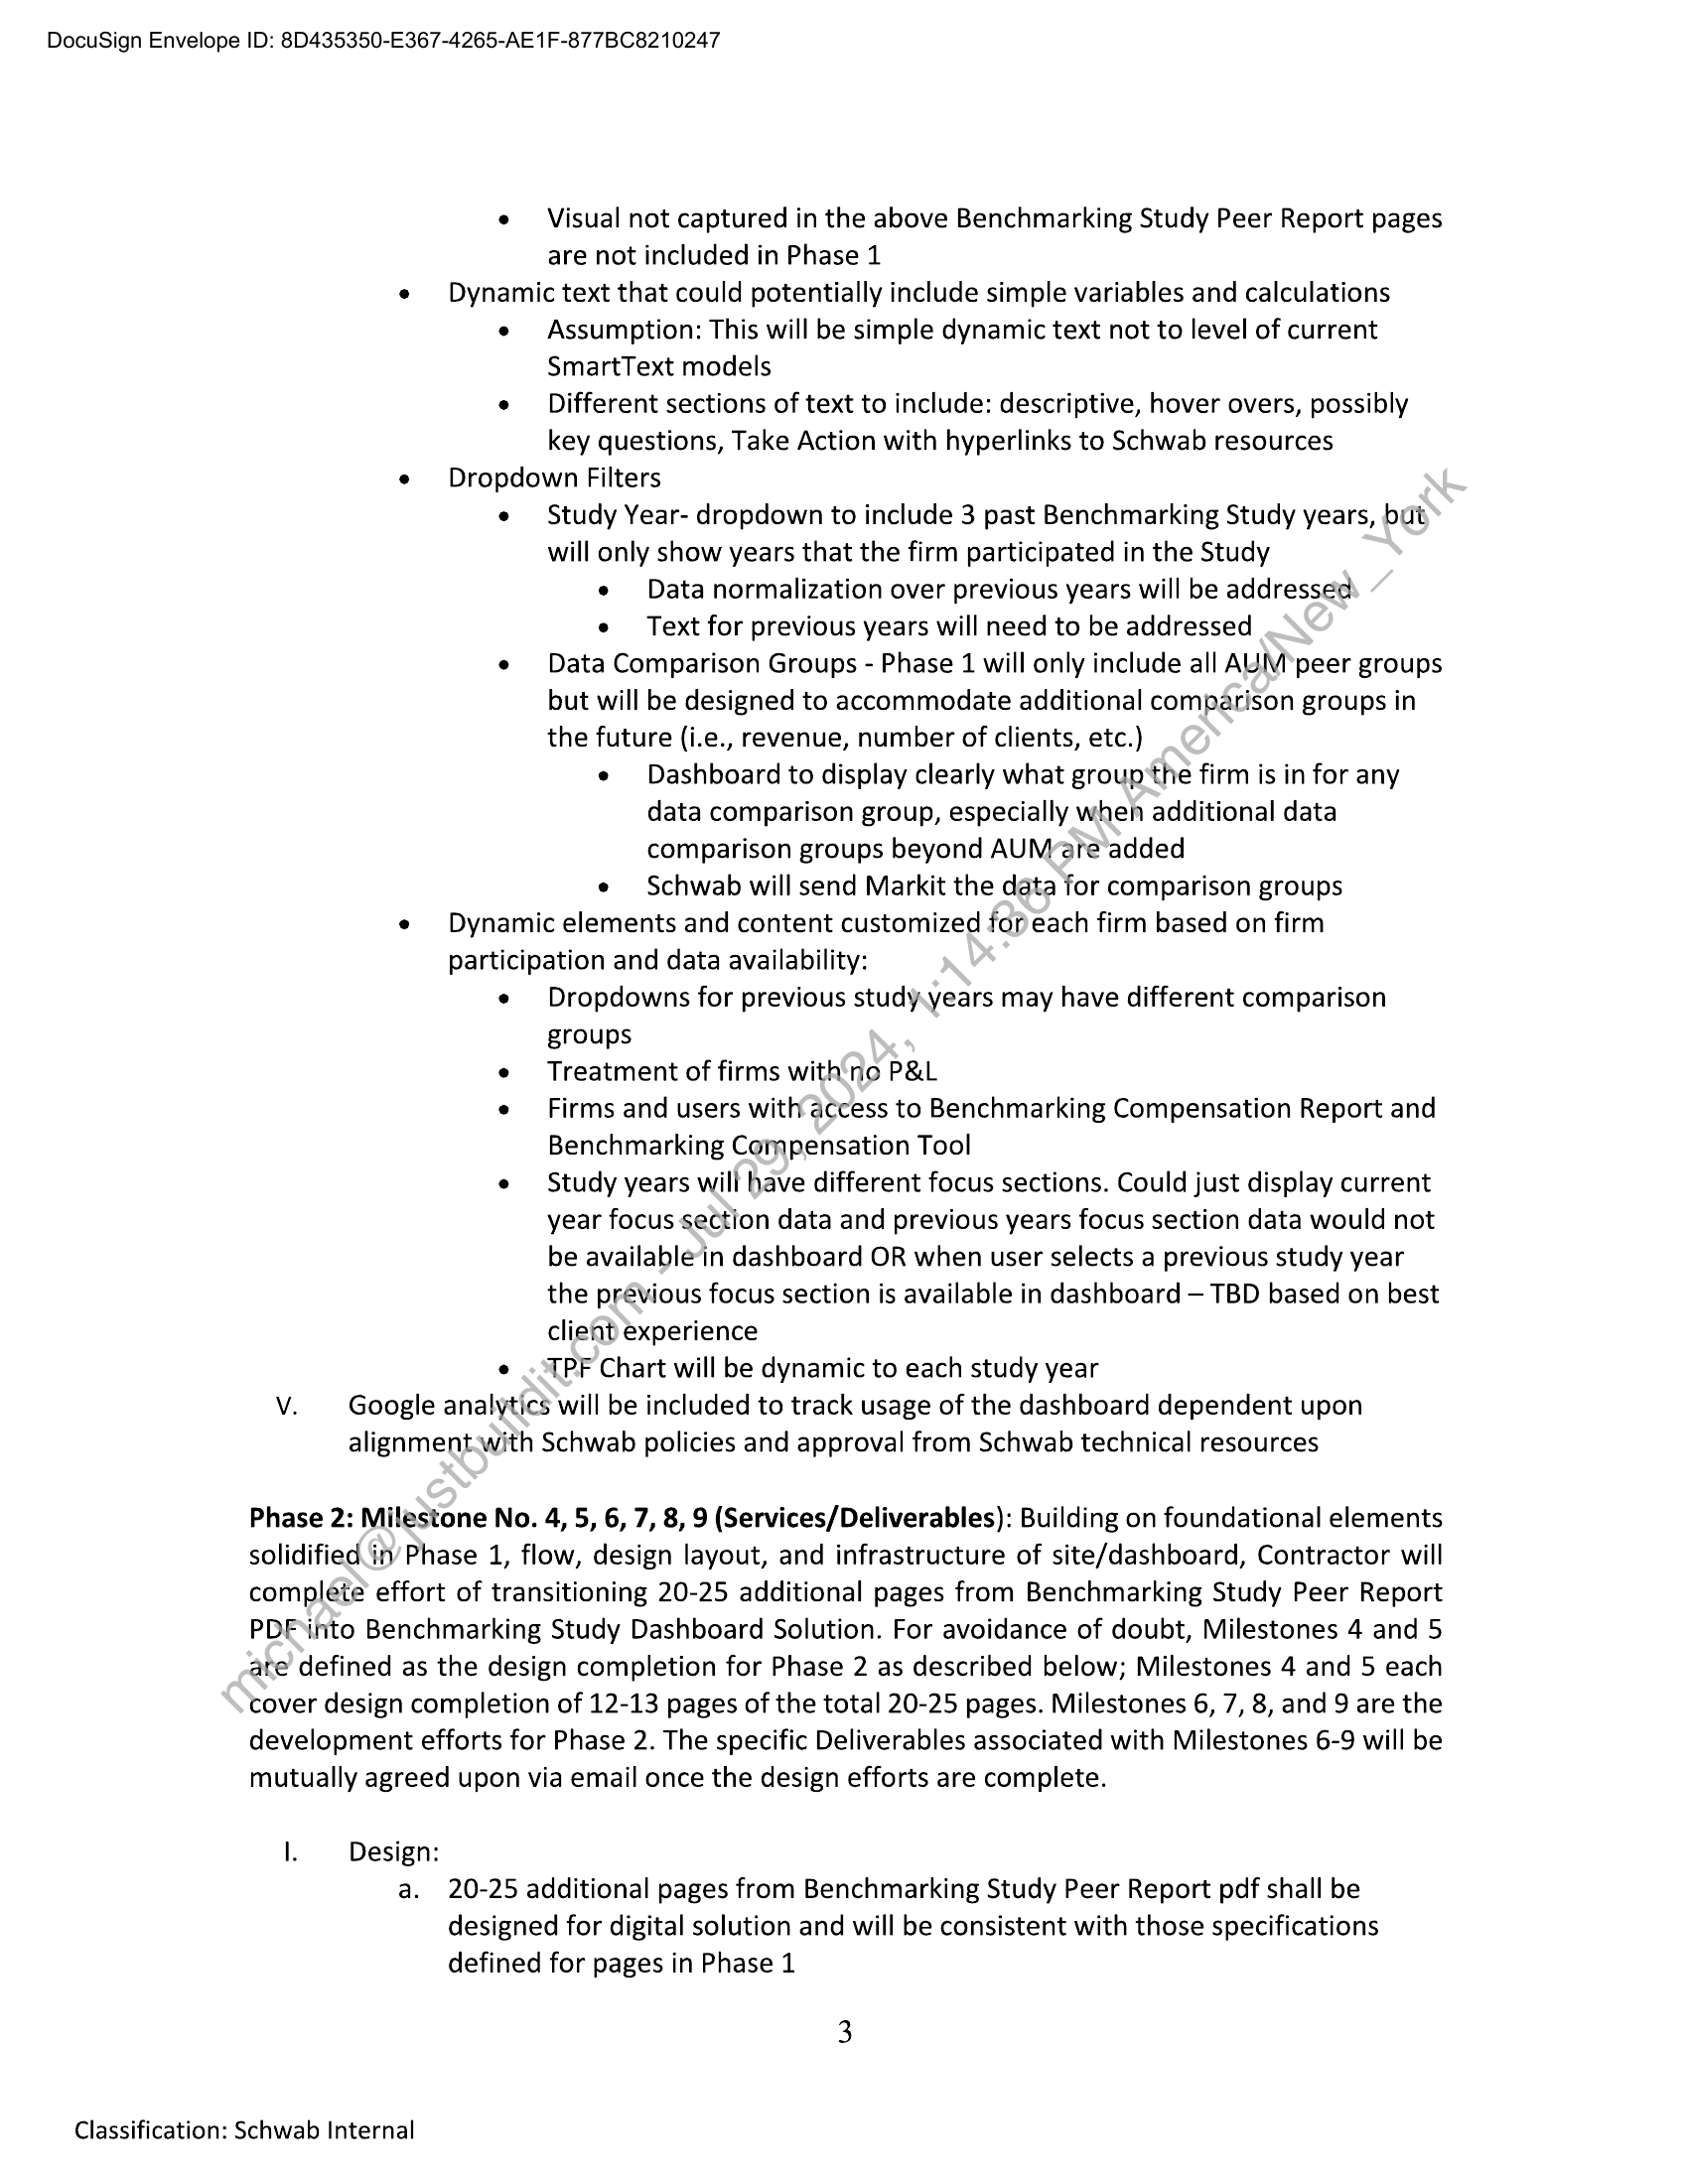 DocuSign Envelope ID: 8D435350-E367-4265-AE1F-877BC8210247
• Visual not captured in the above Benchmarking Study Peer Report pages
are not included in Phase 1
• Dynamic text that could potentially include simple variables and calculations
• Assumption: This will be simple dynamic text not to level of current
SmartText models
• Different sections of text to include: descriptive, hover overs, possibly
key questions, Take Action with hyperlinks to Schwab resources
• Dropdown Filters
• Study Year- dropdown to include 3 past Benchmarking Study years, but
will only show years that the firm participated in the Study
• Data normalization over previous years will be addressed
• Text for previous years will need to be addressed
• Data Comparison Groups - Phase 1 will only include all AUM peer groups
but will be designed to accommodate additional comparison groups in
the future (i.e., revenue, number of clients, etc.)
• Dashboard to display clearly what group the firm is in for any
data comparison group, especially when additional data
comparison groups beyond AUM are added
• Schwab will send Markit the data for comparison groups
• Dynamic elements and content customized for each firm based on firm
participation and data availability:
• Dropdowns for previous study years may have different comparison
groups
• Treatment of firms with no P&L
• Firms and users with access to Benchmarking Compensation Report and
Benchmarking Compensation Tool
• Study years will have different focus sections. Could just display current
year focus section data and previous years focus section data would not
be available in dashboard OR when user selects a previous study year
the previous focus section is available in dashboard – TBD based on best
client experience
• TPF Chart will be dynamic to each study year
V. Google analytics will be included to track usage of the dashboard dependent upon
alignment with Schwab policies and approval from Schwab technical resources
Phase 2: Milestone No. 4, 5, 6, 7, 8, 9 (Services/Deliverables): Building on foundational elements
solidified in Phase 1, flow, design layout, and infrastructure of site/dashboard, Contractor will
complete effort of transitioning 20-25 additional pages from Benchmarking Study Peer Report
PDF into Benchmarking Study Dashboard Solution. For avoidance of doubt, Milestones 4 and 5
are defined as the design completion for Phase 2 as described below; Milestones 4 and 5 each
cover design completion of 12-13 pages of the total 20-25 pages. Milestones 6, 7, 8, and 9 are the
development efforts for Phase 2. The specific Deliverables associated with Milestones 6-9 will be
mutually agreed upon via email once the design efforts are complete.
I. Design:
a. 20-25 additional pages from Benchmarking Study Peer Report pdf shall be
designed for digital solution and will be consistent with those specifications
defined for pages in Phase 1
3
Classification: Schwab Internal
michael@justbuildit.com - Jul 29, 2024, 1:14:36 PM America/New_York